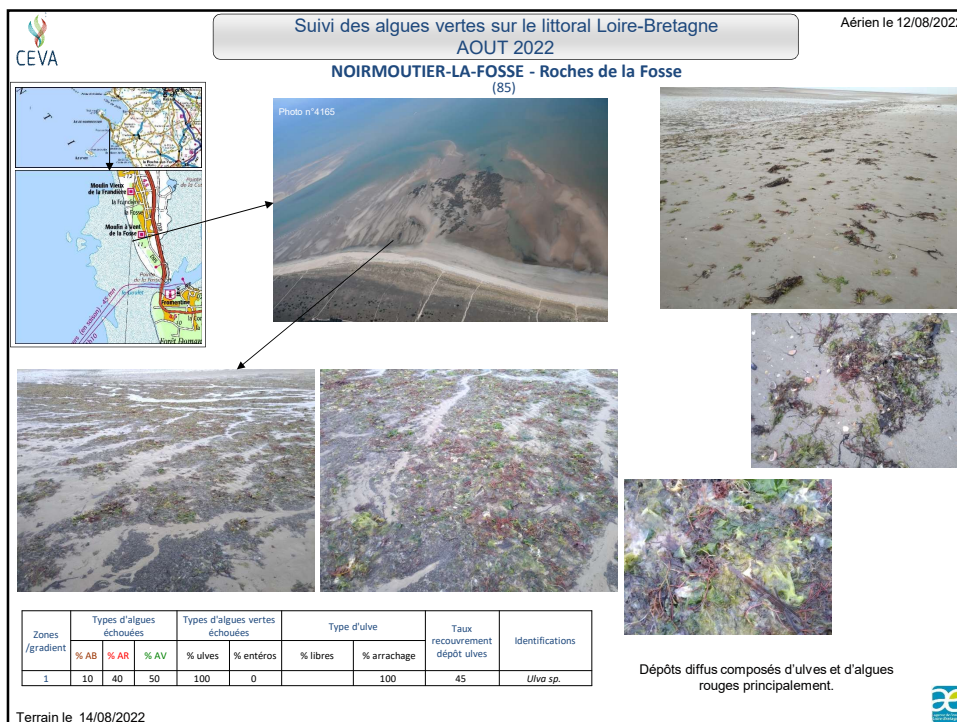 CEVA
Suivi des algues vertes sur le littoral Loire-Bretagne
AOUT 2022
Aérien le 12/08/2022
NOIRMOUTIER-LA-FOSSE - Roches de la Fosse
(85)
Photo n°4165
Moulin Vieux
de la Frandière
la Frandière
la Fosse
Moulin à Vent
de la Fosse
Fromentine
Zones
/gradient
Types d'algues
échouées
Types d'algues vertes
échouées
Type d'ulve
Taux
recouvrement
dépôt ulves
Identifications
% AB % AR % AV % ulves % entéros % libres % arrachage
1 10 40 50 100 0 100 45 Ulva sp.
Dépôts diffus composés d'ulves et d'algues
rouges principalement.
Terrain le 14/08/2022